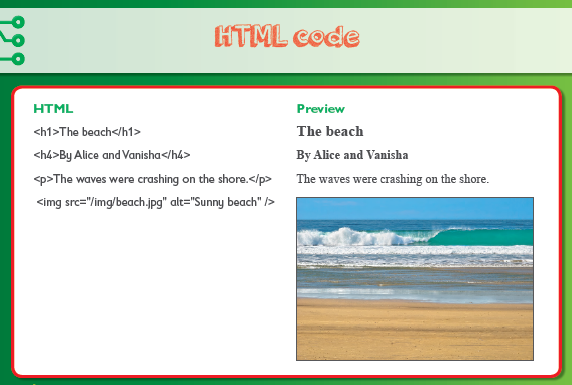 HTML code
HTML
<h1>The beach</h1>
<h4>By Alice and Vanisha</h4>
<p>The waves were crashing on the shore.</p>
<img src="/img/beach.jpg" alt="Sunny beach" />
Preview
The beach
By Alice and Vanisha
The waves were crashing on the shore.